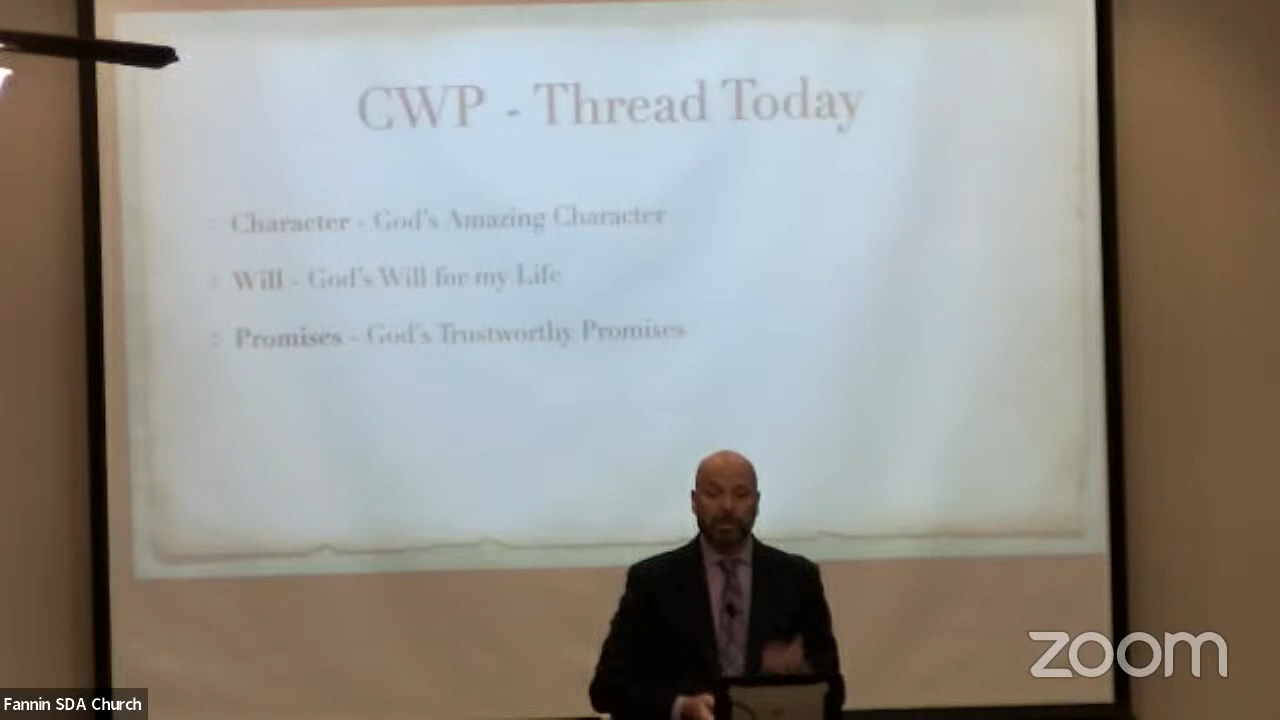 CWP - Thread Today
Character - God's Amazing Character
Will - God's Will for my Life
Promises - God's Trustworthy Promises
zoom
Fannin SDA Church